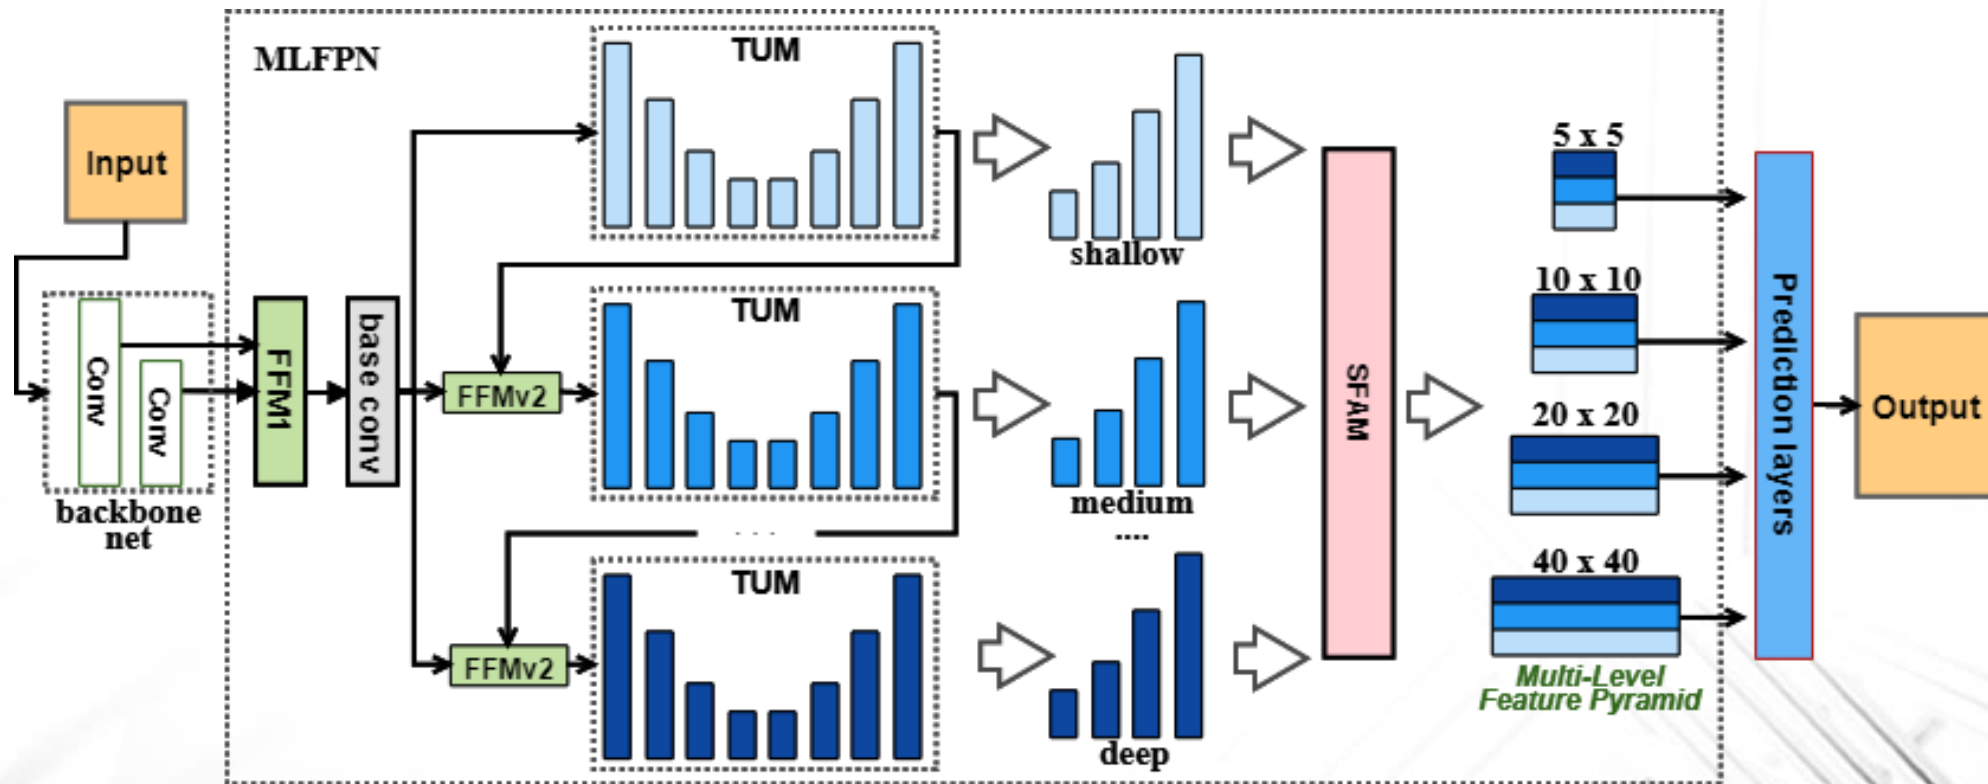 MLFPN
Input
Conv
Conv
backbone
net
FFM1
base conv
TUM
FFMv2
TUM
. . .
FFMv2
TUM
shallow
medium
....
deep
SFAM
5 x 5
10 x 10
20 x 20
40 x 40
Multi-Level
Feature Pyramid
Prediction layers
Output